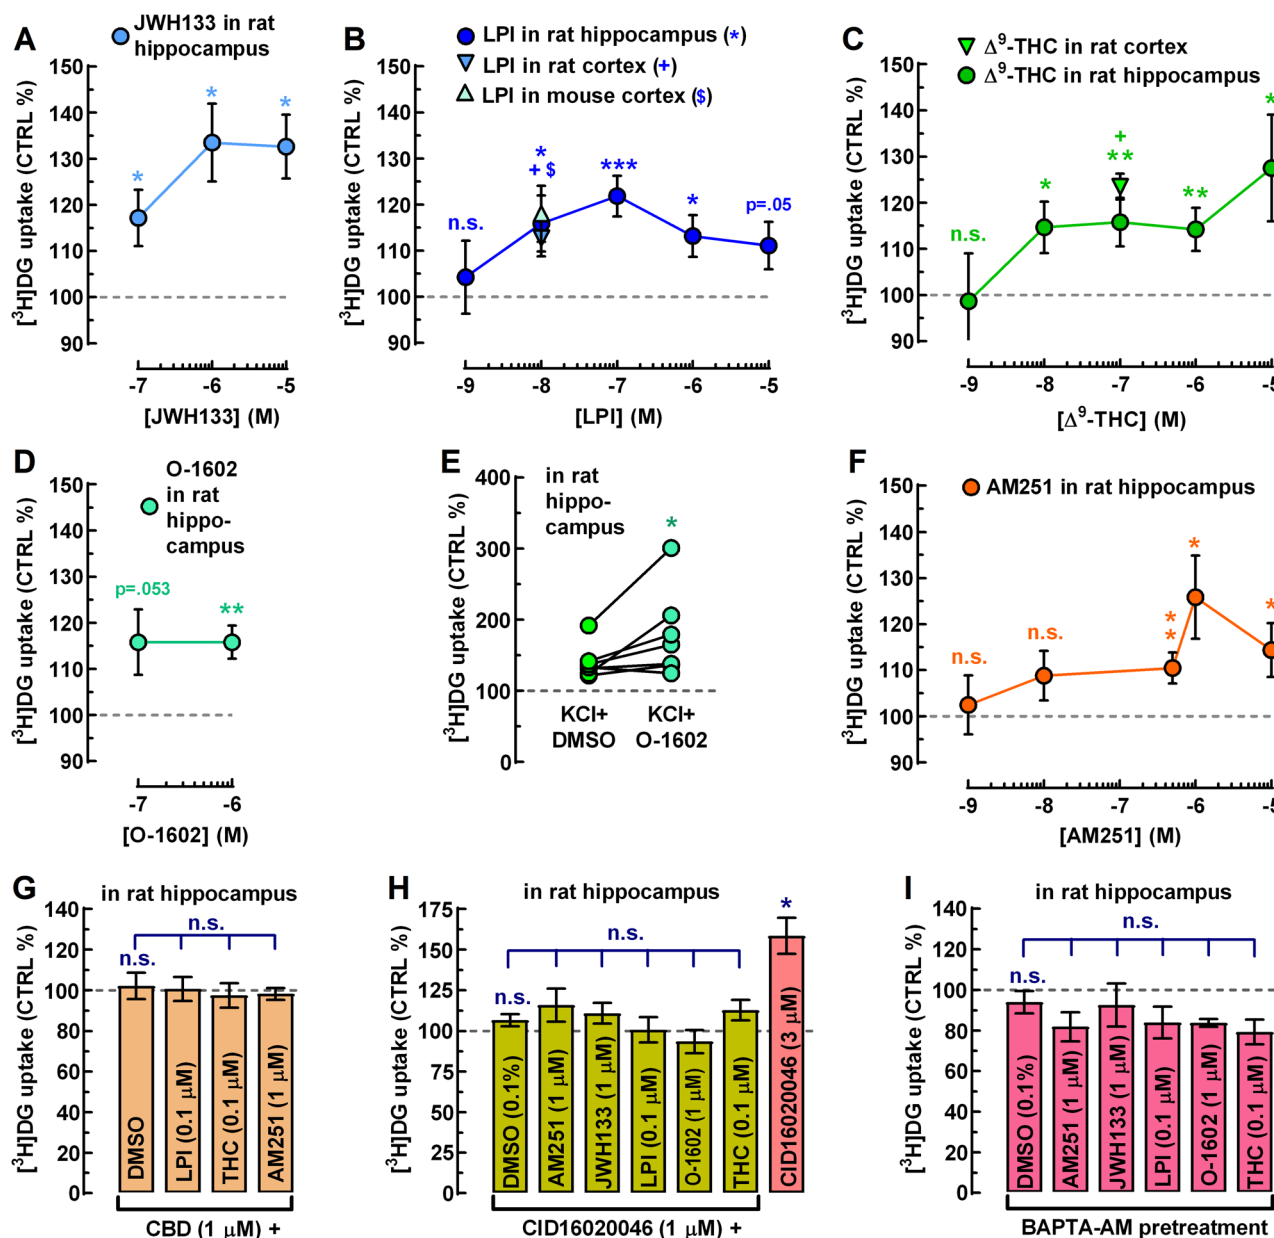 A
JWH133 in rat
hippocampus
[³H]DG uptake (CTRL %)
150
140
130
120
110
100
90
*
*
*
-7
-6
-5
[JWH133] (M)
B
LPI in rat hippocampus (*)
LPI in rat cortex (+)
LPI in mouse cortex ($)
[³H]DG uptake (CTRL %)
150
140
130
120
110
100
90
n.s.
*
+ $
***
*
p=.05
-9
-8
-7
-6
-5
[LPI] (M)
C
Δ⁹-THC in rat cortex
Δ⁹-THC in rat hippocampus
[³H]DG uptake (CTRL %)
150
140
130
120
110
100
90
n.s.
*
+
**
**
*
-9
-8
-7
-6
-5
[Δ⁹-THC] (M)
D
O-1602
in rat
hippo-
campus
[³H]DG uptake (CTRL %)
150
140
130
120
110
100
90
p=.053
**
-7
-6
[O-1602] (M)
E
in rat
hippo-
campus
[³H]DG uptake (CTRL %)
400
300
200
100
0
*
KCl+
DMSO
KCl+
O-1602
F
AM251 in rat hippocampus
[³H]DG uptake (CTRL %)
150
140
130
120
110
100
90
n.s.
n.s.
*
*
*
*
-9
-8
-7
-6
-5
[AM251] (M)
G
in rat hippocampus
[³H]DG uptake (CTRL %)
140
120
100
80
60
40
20
0
n.s.
n.s.
DMSO
LPI (0.1 µM)
THC (0.1 µM)
AM251 (1 µM)
CBD (1 µM) +
H
in rat hippocampus
[³H]DG uptake (CTRL %)
175
150
125
100
75
50
25
0
n.s.
n.s.
*
DMSO (0.1%)
AM251 (1 µM)
JWH133 (1 µM)
LPI (0.1 µM)
O-1602 (1 µM)
THC (0.1 µM)
CID16020046 (3 µM)
CID16020046 (1 µM) +
I
in rat hippocampus
[³H]DG uptake (CTRL %)
140
120
100
80
60
40
20
0
n.s.
n.s.
DMSO (0.1%)
AM251 (1 µM)
JWH133 (1 µM)
LPI (0.1 µM)
O-1602 (1 µM)
THC (0.1 µM)
BAPTA-AM pretreatment